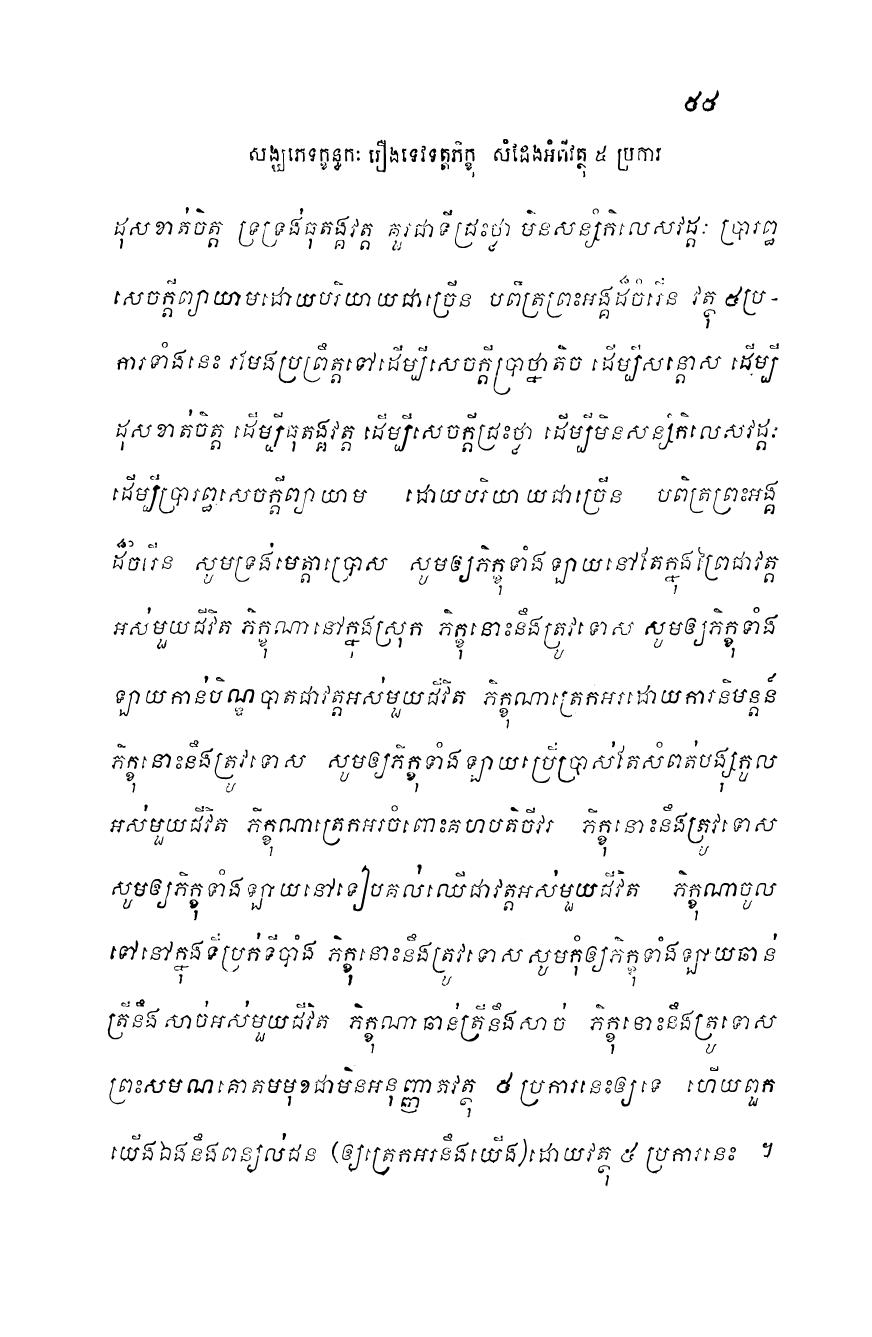 ៥៨
សង្ឃភេទក្ខន្ធកៈ រឿងទេវទត្តភិក្ខុ សំដែងអំពីវត្ថុ ៥ ប្រការ
ដុសខាត់ចិត្ត ទ្រទ្រង់ធុតង្គវត្ត គួរជាទីជ្រះថ្លា មិនសន្សំកិលេសវដ្តៈ ប្រារព្ធ
សេចក្តីព្យាយាមដោយបរិយាយជាច្រើន បពិត្រព្រះអង្គដ៏ចំរើន វត្ថុ ៥ប្រ-
ការទាំងនេះ រមែងប្រព្រឹត្តទៅដើម្បីសេចក្តីប្រាថ្នាតិច ដើម្បីសន្តោស ដើម្បី
ដុសខាត់ចិត្ត ដើម្បីធុតង្គវត្ត ដើម្បីសេចក្តីជ្រះថ្លា ដើម្បីមិនសន្សំកិលេសវដ្តៈ
ដើម្បីប្រារព្ធសេចក្តីព្យាយាម ដោយបរិយាយជាច្រើន បពិត្រព្រះអង្គ
ដ៏ចំរើន សូមទ្រង់មេត្តាប្រោស សូមឲ្យភិក្ខុទាំងឡាយនៅតែក្នុងព្រៃជាវត្ត
អស់មួយជីវិត ភិក្ខុណានៅក្នុងស្រុក ភិក្ខុនោះនឹងត្រូវទោស សូមឲ្យភិក្ខុទាំង
ឡាយកាន់បិណ្ឌបាតជាវត្តអស់មួយជីវិត ភិក្ខុណាត្រេកអរដោយការនិមន្តន៍
ភិក្ខុនោះនឹងត្រូវទោស សូមឲ្យភិក្ខុទាំងឡាយប្រើប្រាស់តែសំពត់បង្សុកូល
អស់មួយជីវិត ភិក្ខុណាត្រេកអរចំពោះគហបតិចីវរ ភិក្ខុនោះនឹងត្រូវទោស
សូមឲ្យភិក្ខុទាំងឡាយនៅទៀបគល់ឈើជាវត្តអស់មួយជីវិត ភិក្ខុណាចូល
ទៅនៅក្នុងទីប្រក់ទីបាំង ភិក្ខុនោះនឹងត្រូវទោស សូមកុំឲ្យភិក្ខុទាំងឡាយឆាន់
ត្រីនឹងសាច់អស់មួយជីវិត ភិក្ខុណាឆាន់ត្រីនឹងសាច់ ភិក្ខុនោះនឹងត្រូវទោស
ព្រះសមណគោតមមុខជាមិនអនុញ្ញាតវត្ថុ ៥ ប្រការនេះឲ្យទេ ហើយពួក
យើងឯងនឹងពន្យល់ជន (ឲ្យត្រេកអរនឹងយើង)ដោយវត្ថុ ៥ ប្រការនេះ ។